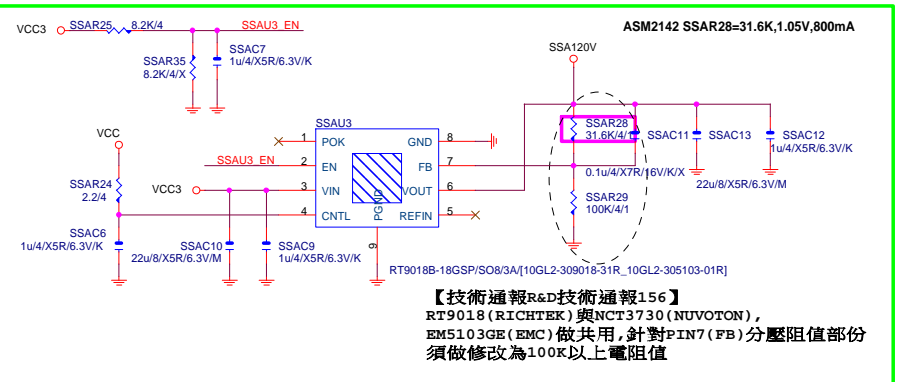 ASM2142 SSAR28=31.6K,1.05V,800mA
VCC3
SSAR25
8.2K/4
SSAU3_EN
SSAR35
8.2K/4/X
SSAC7
1u/4/X5R/6.3V/K
SSA120V
VCC
SSAU3
1
POK
GND
8
SSAR28
31.6K/4/1
SSAC11
SSAC13
SSAC12
1u/4/X5R/6.3V/K
SSAU3_EN
2
EN
FB
7
0.1u/4/X7R/16V/K/X
SSAR24
2.2/4
VCC3
3
VIN
VOUT
6
22u/8/X5R/6.3V/M
SSAR29
100K/4/1
4
CNTL
PGND
REFIN
5
SSAC6
1u/4/X5R/6.3V/K
SSAC10
22u/8/X5R/6.3V/M
SSAC9
1u/4/X5R/6.3V/K
9
RT9018B-18GSP/SO8/3A/[10GL2-309018-31R_10GL2-305103-01R]
【技術通報R&D技術通報156】
RT9018(RICHTEK)與NCT3730(NUVOTON),
EM5103GE(EMC)做共用,針對PIN7(FB)分壓阻值部份
須做修改為100K以上電阻值